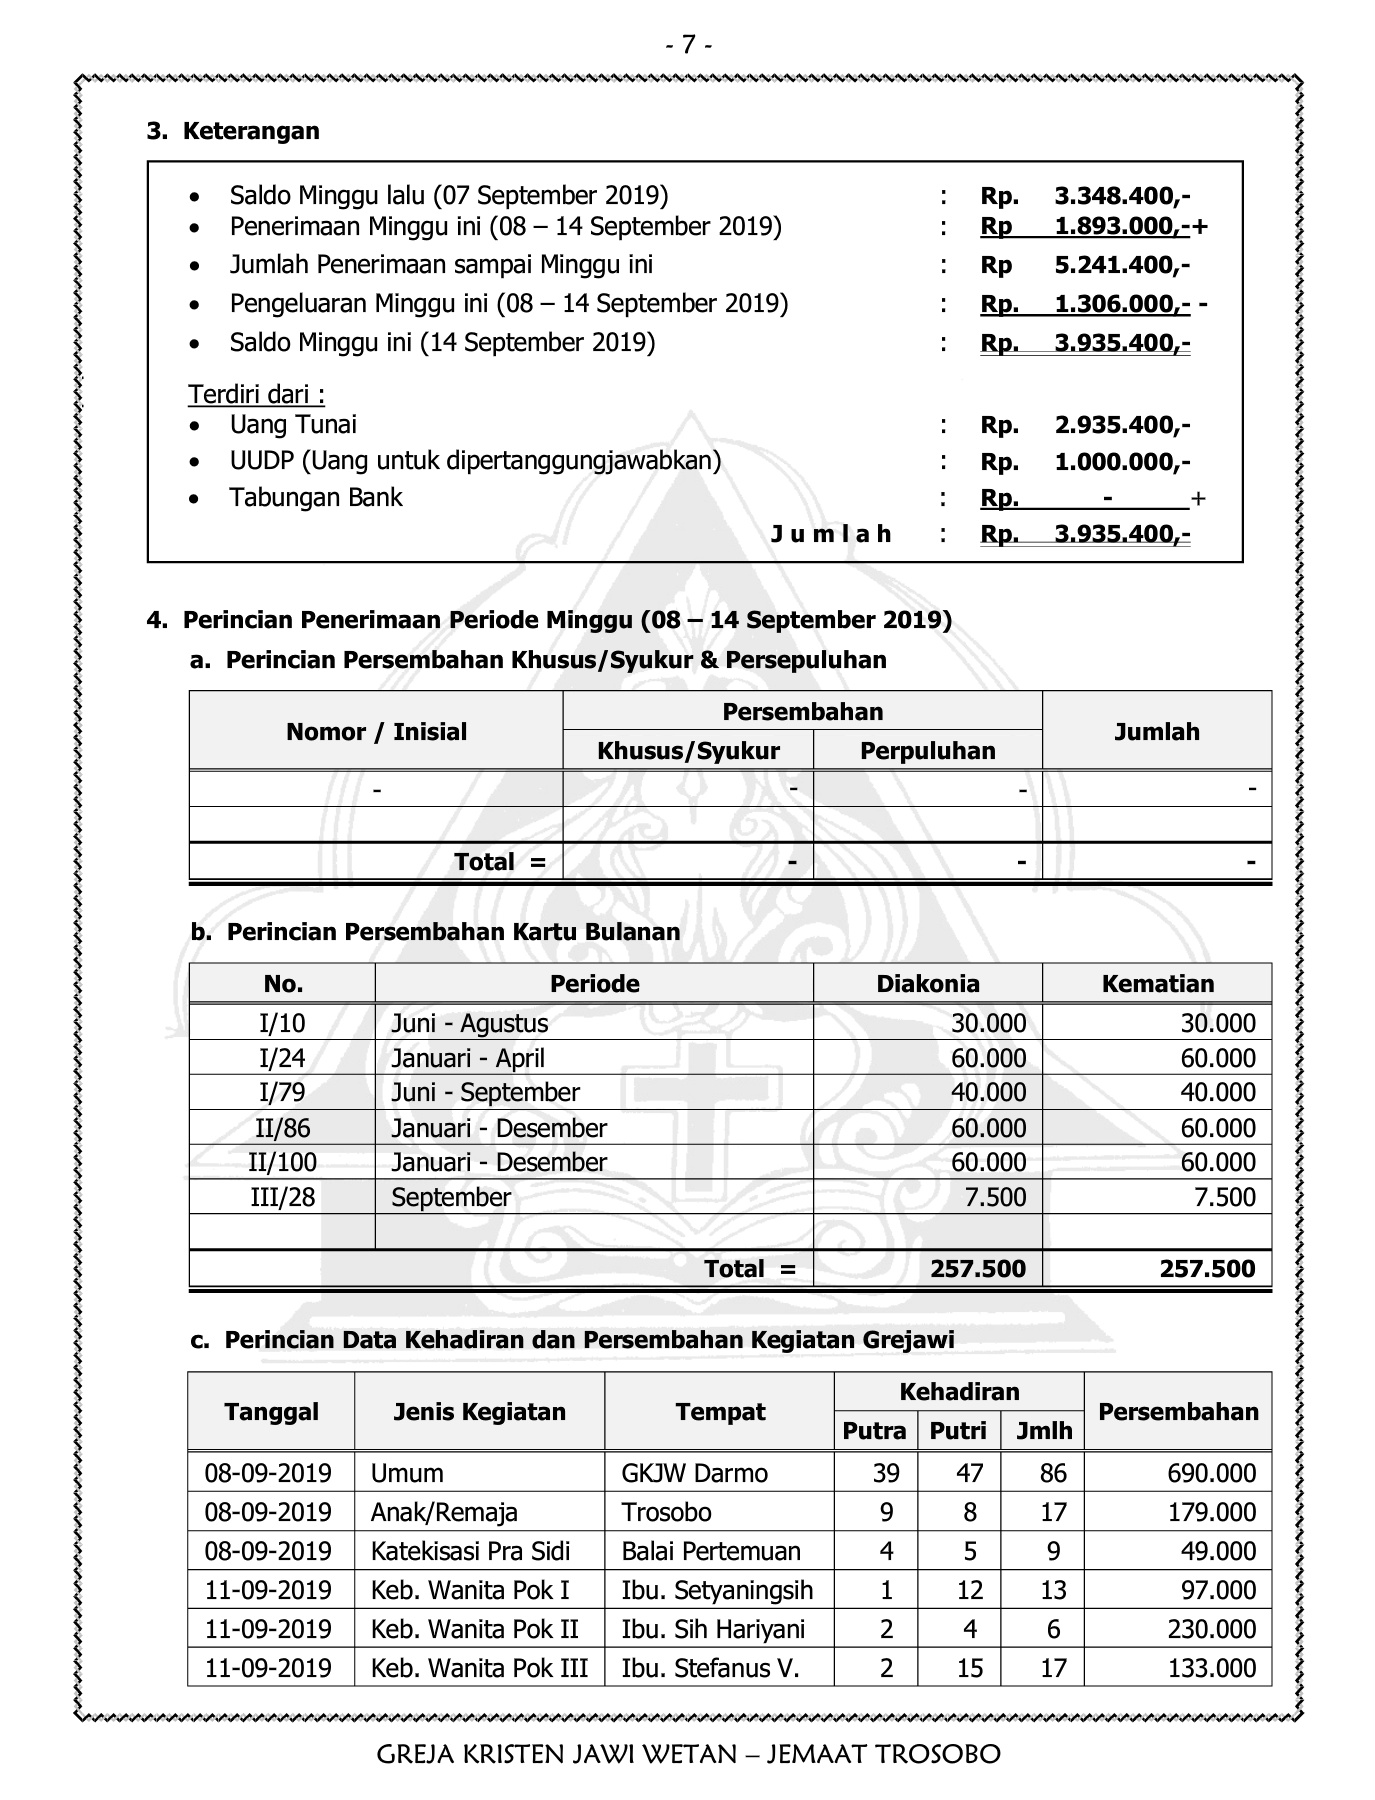 - 7 -
3. Keterangan
• Saldo Minggu lalu (07 September 2019) : Rp. 3.348.400,-
• Penerimaan Minggu ini (08 – 14 September 2019) : Rp 1.893.000,-+
• Jumlah Penerimaan sampai Minggu ini : Rp 5.241.400,-
• Pengeluaran Minggu ini (08 – 14 September 2019) : Rp. 1.306.000,- -
• Saldo Minggu ini (14 September 2019) : Rp. 3.935.400,-
Terdiri dari :
• Uang Tunai : Rp. 2.935.400,-
• UUDP (Uang untuk dipertanggungjawabkan) : Rp. 1.000.000,-
• Tabungan Bank : Rp. - +
J u m l a h : Rp. 3.935.400,-
4. Perincian Penerimaan Periode Minggu (08 – 14 September 2019)
a. Perincian Persembahan Khusus/Syukur & Persepuluhan
Nomor / Inisial Persembahan Jumlah
Khusus/Syukur Perpuluhan
- - - -
Total = - - -
b. Perincian Persembahan Kartu Bulanan
No. Periode Diakonia Kematian
I/10 Juni - Agustus 30.000 30.000
I/24 Januari - April 60.000 60.000
I/79 Juni - September 40.000 40.000
II/86 Januari - Desember 60.000 60.000
II/100 Januari - Desember 60.000 60.000
III/28 September 7.500 7.500
Total = 257.500 257.500
c. Perincian Data Kehadiran dan Persembahan Kegiatan Grejawi
Tanggal Jenis Kegiatan Tempat Kehadiran Persembahan
Putra Putri Jmlh
08-09-2019 Umum GKJW Darmo 39 47 86 690.000
08-09-2019 Anak/Remaja Trosobo 9 8 17 179.000
08-09-2019 Katekisasi Pra Sidi Balai Pertemuan 4 5 9 49.000
11-09-2019 Keb. Wanita Pok I Ibu. Setyaningsih 1 12 13 97.000
11-09-2019 Keb. Wanita Pok II Ibu. Sih Hariyani 2 4 6 230.000
11-09-2019 Keb. Wanita Pok III Ibu. Stefanus V. 2 15 17 133.000
GREJA KRISTEN JAWI WETAN – JEMAAT TROSOBO